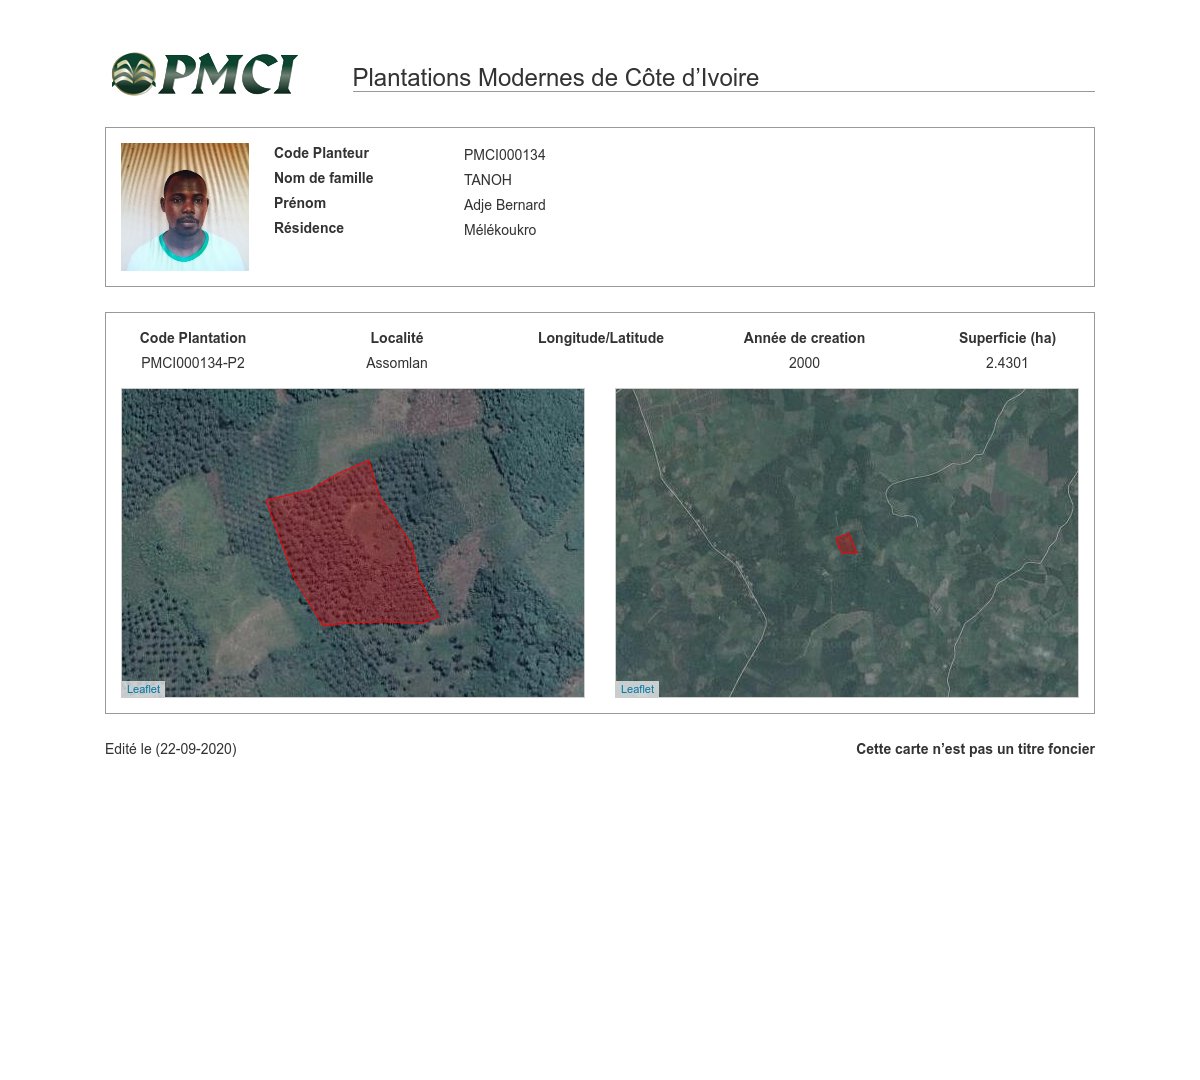 PMCI
Plantations Modernes de Côte d’Ivoire
Code Planteur PMCI000134
Nom de famille TANOH
Prénom Adje Bernard
Résidence Mélékoukro
Code Plantation Localité Longitude/Latitude Année de creation Superficie (ha)
PMCI000134-P2 Assomlan 2000 2.4301
Leaflet Leaflet
Edité le (22-09-2020) Cette carte n’est pas un titre foncier